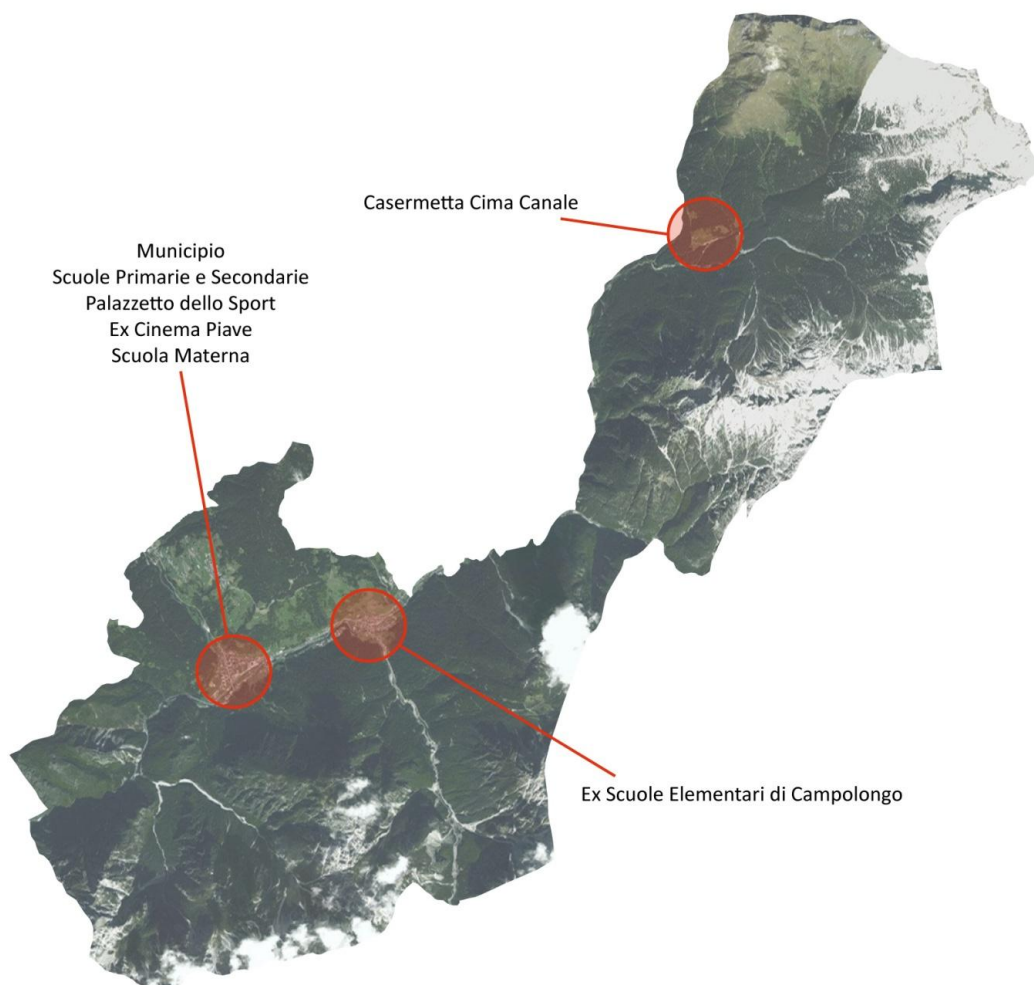 Casermetta Cima Canale
Municipio
Scuole Primarie e Secondarie
Palazzetto dello Sport
Ex Cinema Piave
Scuola Materna
Ex Scuole Elementari di Campolongo